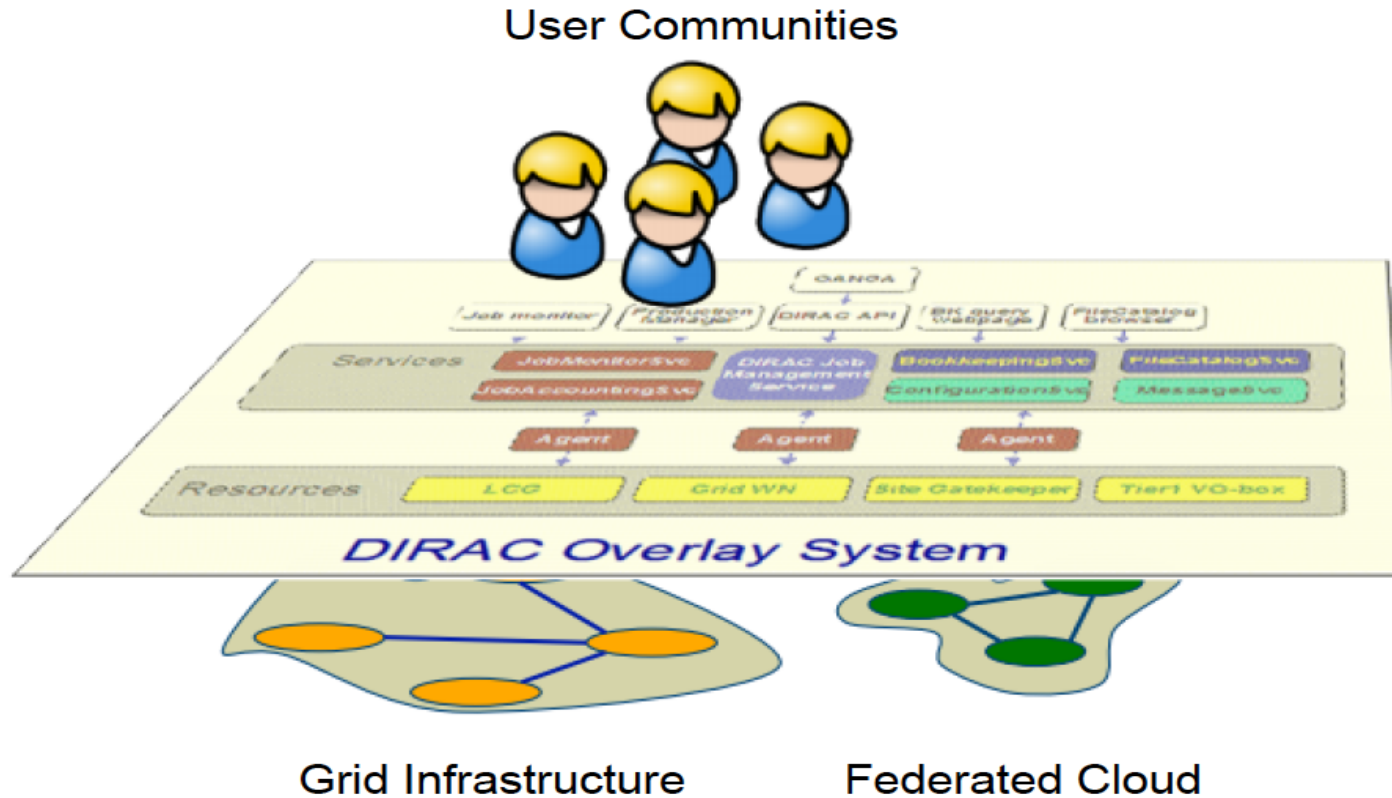 User Communities
GANGA
Job monitor
Production
Manager
DIRAC API
BK query
webpage
FileCatalog
browser
Services
JobMonitorSvc
DIRAC Job
Management
Service
BookkeepingSvc
FileCatalogSvc
JobAccountingSvc
ConfigurationSvc
MessageSvc
Agent
Agent
Agent
Resources
LCG
Grid WN
Site Gatekeeper
Tier1 VO-box
DIRAC Overlay System
Grid Infrastructure
Federated Cloud